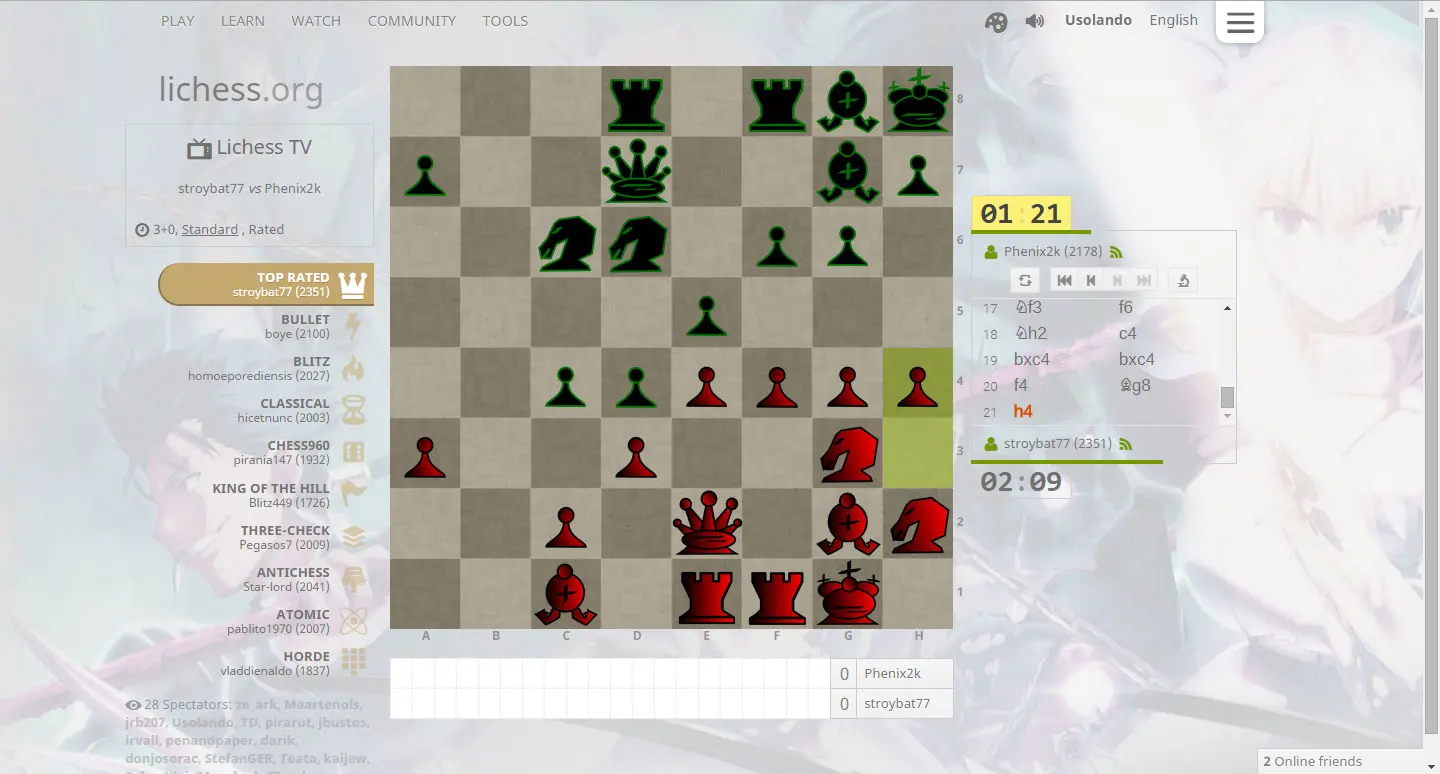 PLAY LEARN WATCH COMMUNITY TOOLS
Usolando English
lichess.org
Lichess TV
stroybat77 vs Phenix2k
3+0, Standard , Rated
TOP RATED
stroybat77 (2351)
BULLET
boye (2100)
BLITZ
homoeporediensis (2027)
CLASSICAL
hicetnunc (2003)
CHESS960
pirania147 (1932)
KING OF THE HILL
Blitz449 (1726)
THREE-CHECK
Pegasos7 (2009)
ANTICHESS
Star-lord (2041)
ATOMIC
pablito1970 (2007)
HORDE
vladdienaldo (1837)
28 Spectators: ze_ark, Maartenols,
jrb207, Usolando, TD, pirarut, jbustos,
irvall, penandpaper, darik,
donjosorac, StefanGER, Teata, kaijew,
8
7
6
5
4
3
2
1
A B C D E F G H
0 Phenix2k
0 stroybat77
01:21
Phenix2k (2178)
17 ♘f3 f6
18 ♘h2 c4
19 bxc4 bxc4
20 f4 ♗g8
21 h4
stroybat77 (2351)
02:09
2 Online friends